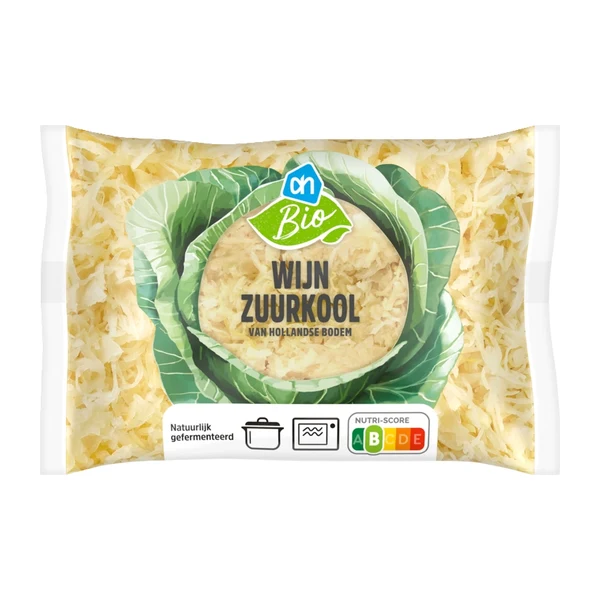 ah
Bio
WIJN
ZUURKOOL
VAN HOLLANDSE BODEM
Natuurlijk
gefermenteerd
NUTRI-SCORE
A B C D E